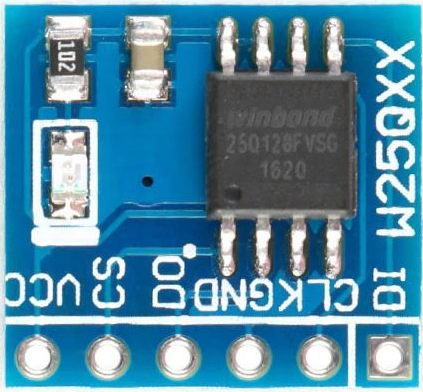 102
winbond
25Q128FVSG
1620
W25QXX
VCC
CS
DO
GND
CLK
DI